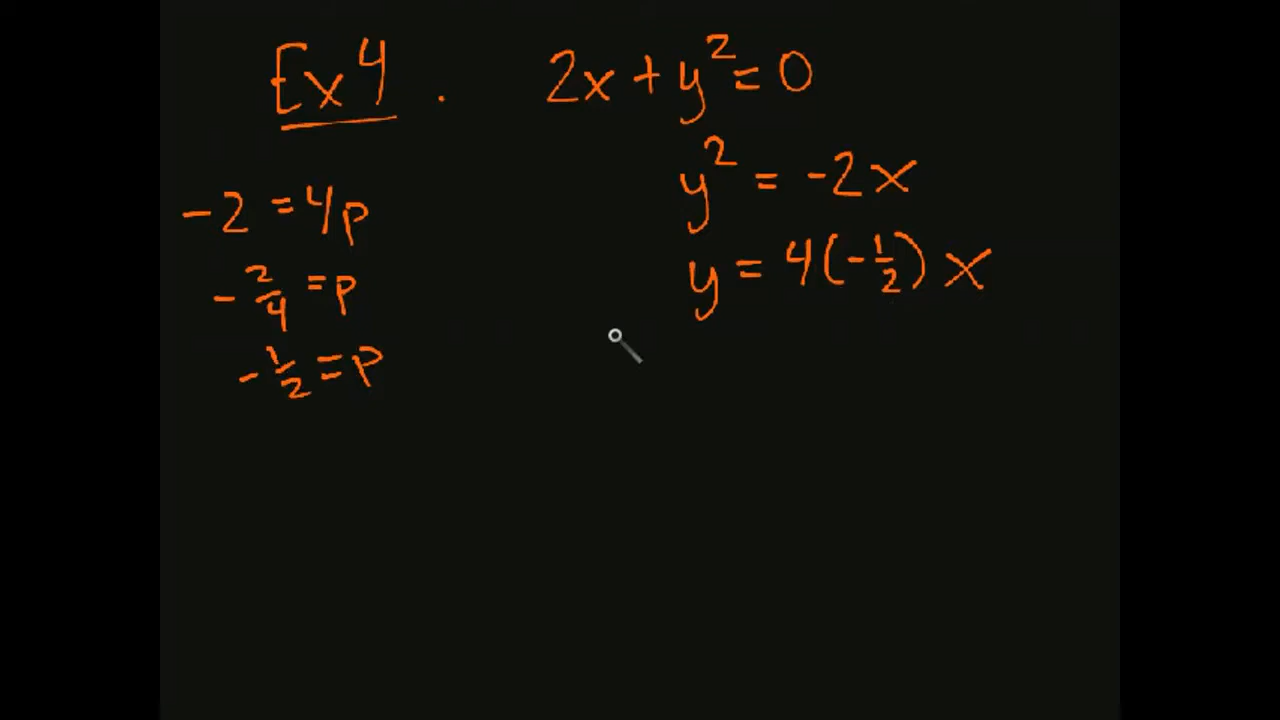 Ex 4 . 2x + y² = 0
y² = -2x
y = 4(-1/2)x
-2 = 4p
-2/4 = p
-1/2 = p